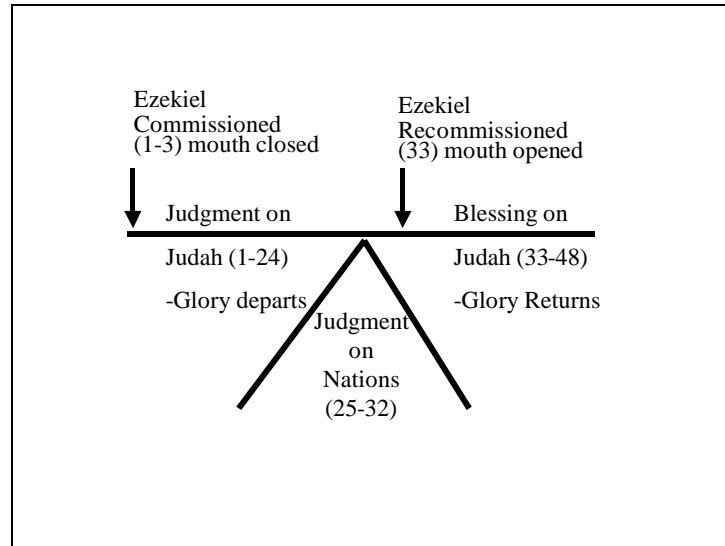 Ezekiel
Commissioned
(1-3) mouth closed
Ezekiel
Recommissioned
(33) mouth opened
Judgment on
Judah (1-24)
-Glory departs
Blessing on
Judah (33-48)
-Glory Returns
Judgment
on
Nations
(25-32)